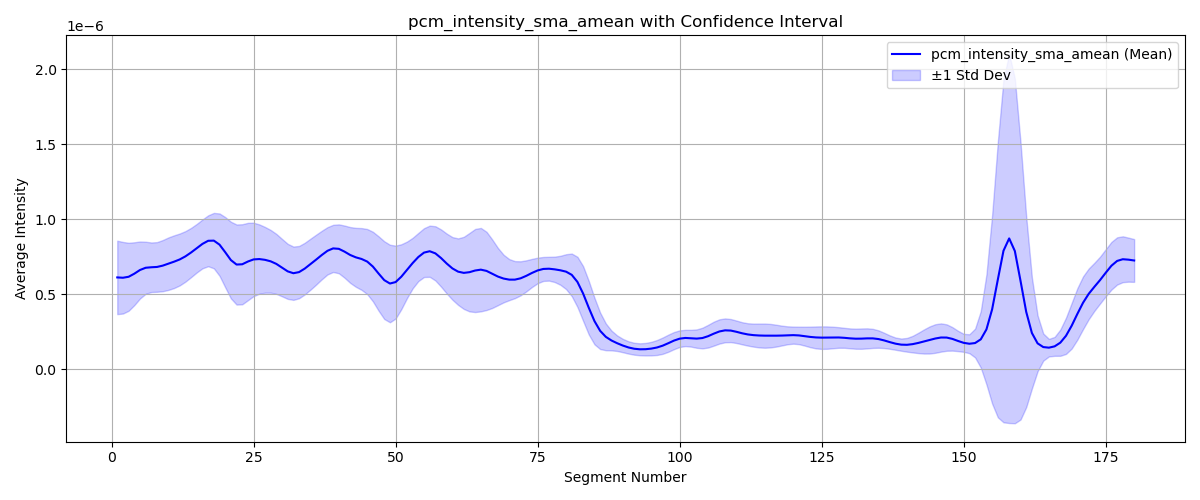 pcm_intensity_sma_amean with Confidence Interval
1e−6
pcm_intensity_sma_amean (Mean)
±1 Std Dev
2.0
1.5
1.0
0.5
0.0
Average Intensity
0 25 50 75 100 125 150 175
Segment Number